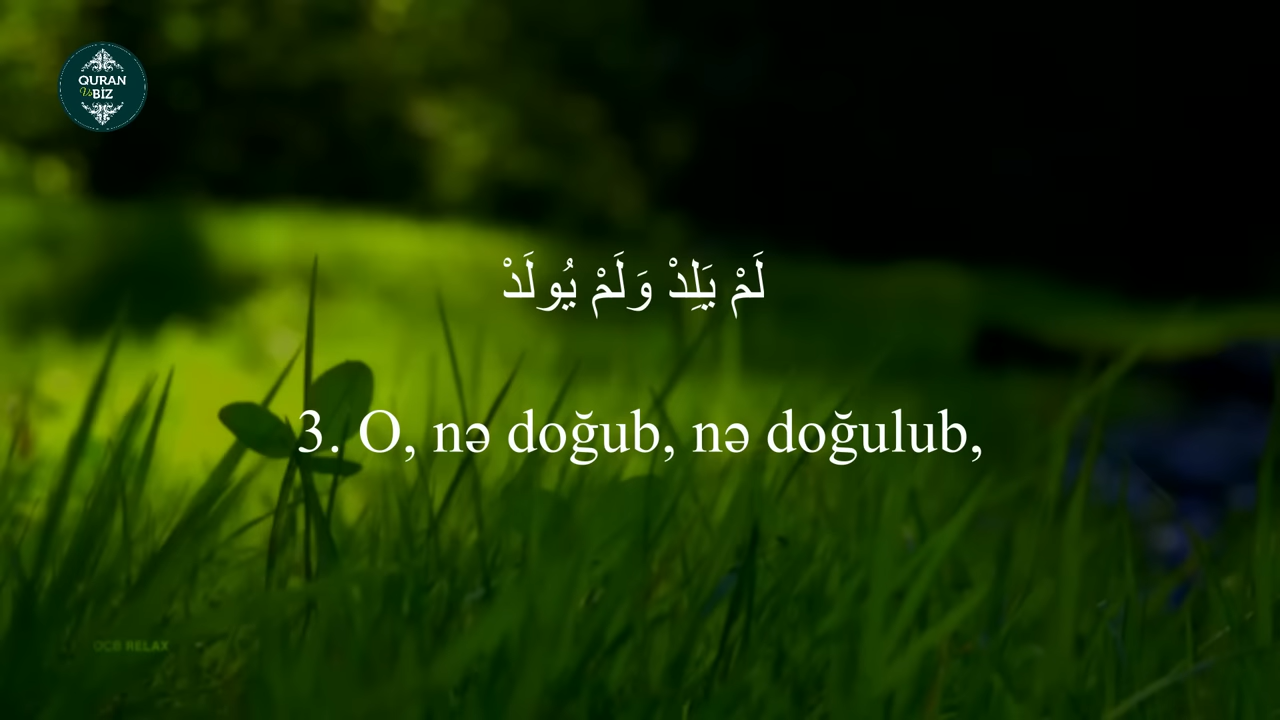 QURAN
Və BİZ
لَمْ يَلِدْ وَلَمْ يُولَدْ
3. O, nə doğub, nə doğulub,
OCB RELAX